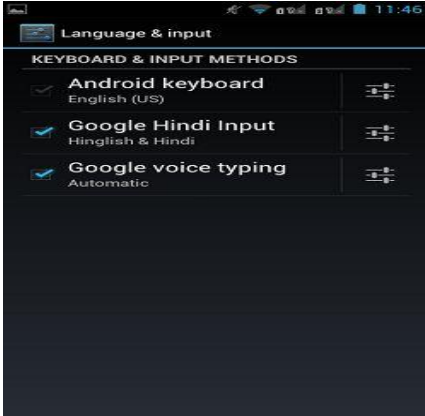 11:46
Language & input
KEYBOARD & INPUT METHODS
Android keyboard
English (US)
Google Hindi Input
Hinglish & Hindi
Google voice typing
Automatic